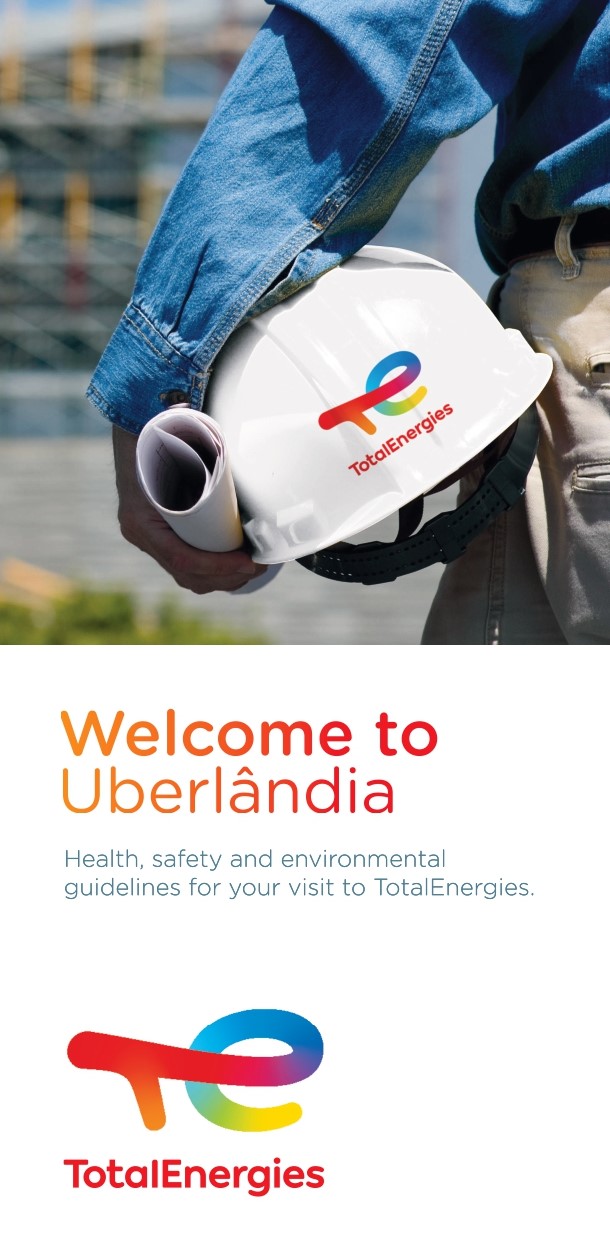 TotalEnergies
Welcome to
Uberlândia
Health, safety and environmental
guidelines for your visit to TotalEnergies.
TotalEnergies